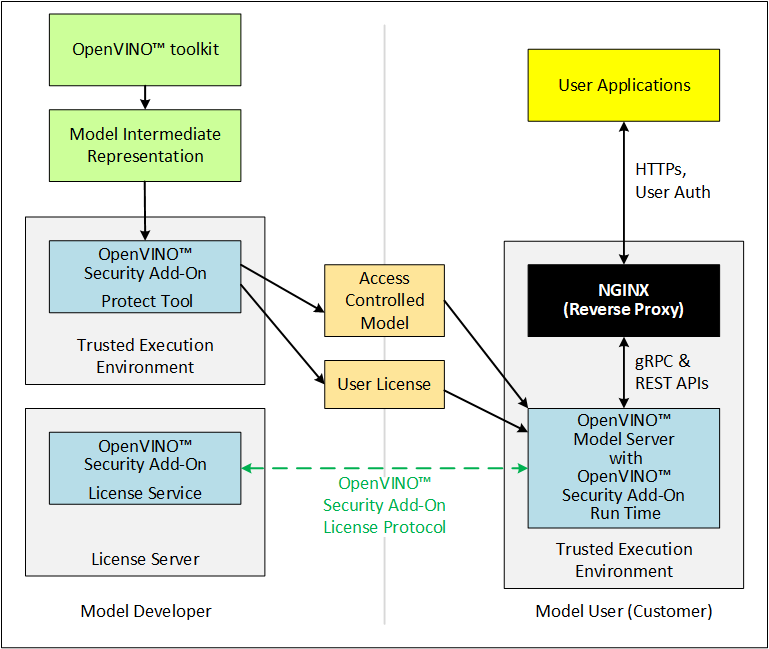 OpenVINO™ toolkit
Model Intermediate
Representation
OpenVINO™
Security Add-On
Protect Tool
Trusted Execution
Environment
OpenVINO™
Security Add-On
License Service
License Server
Model Developer
Access
Controlled
Model
User License
OpenVINO™
Security Add-On
License Protocol
User Applications
HTTPs,
User Auth
NGINX
(Reverse Proxy)
gRPC &
REST APIs
OpenVINO™
Model Server
with
OpenVINO™
Security Add-On
Run Time
Trusted Execution
Environment
Model User (Customer)